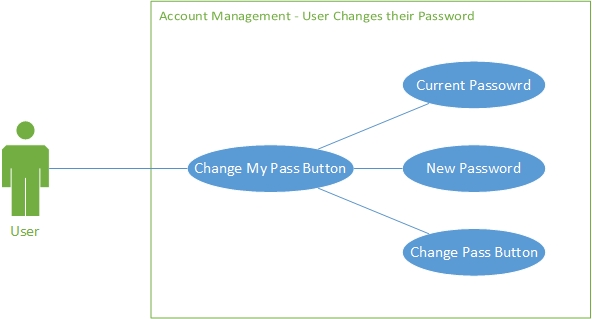 Account Management - User Changes their Password
Current Passowrd
Change My Pass Button
New Password
Change Pass Button
User